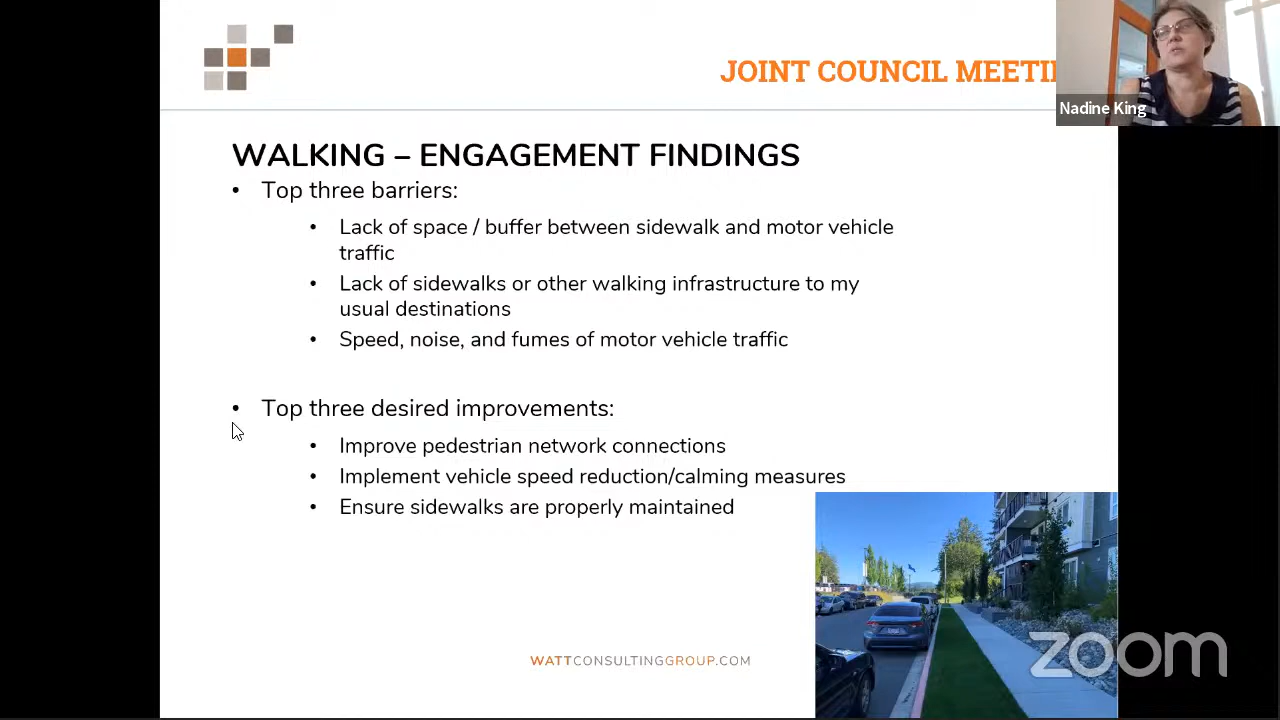 JOINT COUNCIL MEETI
Nadine King
WALKING – ENGAGEMENT FINDINGS
• Top three barriers:
• Lack of space / buffer between sidewalk and motor vehicle
traffic
• Lack of sidewalks or other walking infrastructure to my
usual destinations
• Speed, noise, and fumes of motor vehicle traffic
• Top three desired improvements:
• Improve pedestrian network connections
• Implement vehicle speed reduction/calming measures
• Ensure sidewalks are properly maintained
WATTCONSULTINGGROUP.COM
zoom